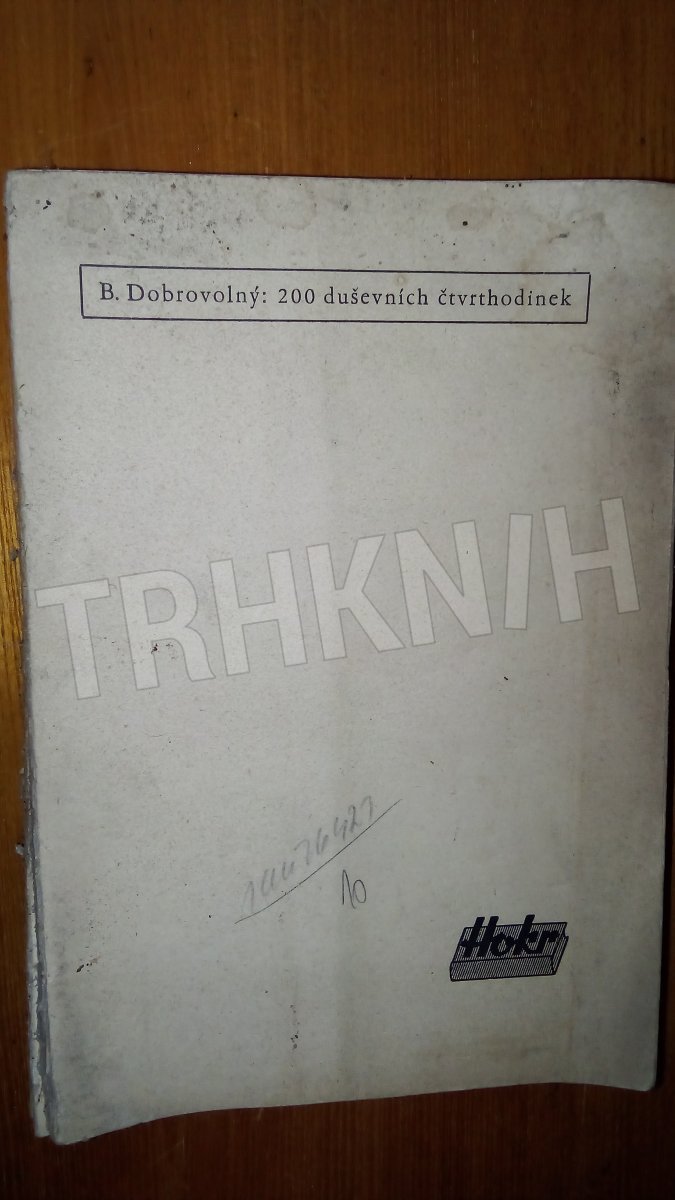 B. Dobrovolný: 200 duševních čtvrthodinek
TRHKNIH
10
Hokr